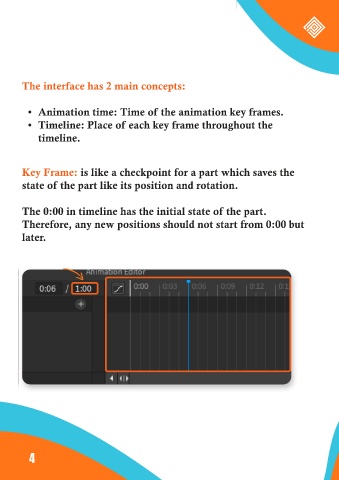 The interface has 2 main concepts:
• Animation time: Time of the animation key frames.
• Timeline: Place of each key frame throughout the
timeline.
Key Frame: is like a checkpoint for a part which saves the
state of the part like its position and rotation.
The 0:00 in timeline has the initial state of the part.
Therefore, any new positions should not start from 0:00 but
later.
Animation Editor
0:06 / 1:00 0:00 0:03 0:06 0:09 0:12 0:1
4